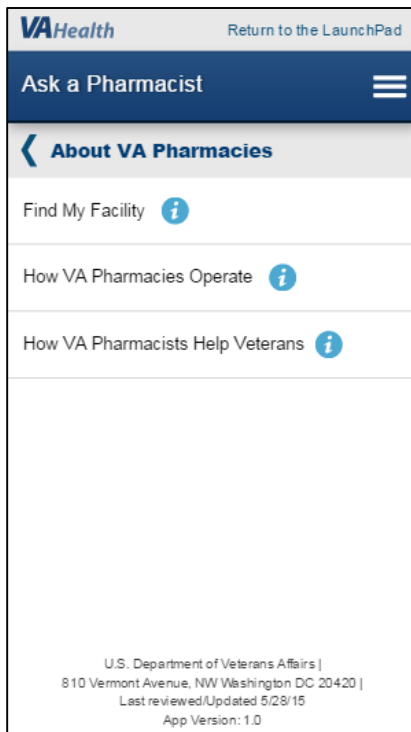 VAHealth Return to the LaunchPad
Ask a Pharmacist
About VA Pharmacies
Find My Facility i
How VA Pharmacies Operate i
How VA Pharmacists Help Veterans i
U.S. Department of Veterans Affairs |
810 Vermont Avenue, NW Washington DC 20420 |
Last reviewed/Updated 5/28/15
App Version: 1.0